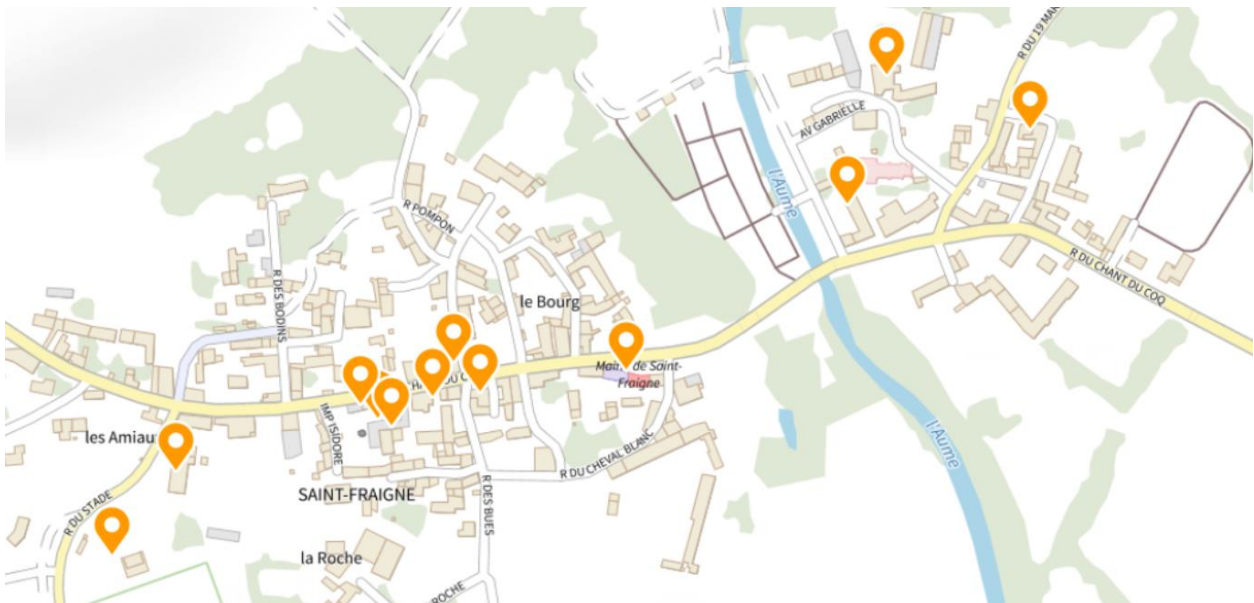 R DU 19 MAR
AV GABRIELLE
l'Aume
R POMPON
R DES BODINS
R DU CHANT DU COQ
le Bourg
Mairie de Saint-
Fraigne
IMP ISIDORE
les Amiau
l'Aume
R DU CHEVAL BLANC
SAINT-FRAIGNE
R DU STADE
R DES BUES
la Roche
ROCHE